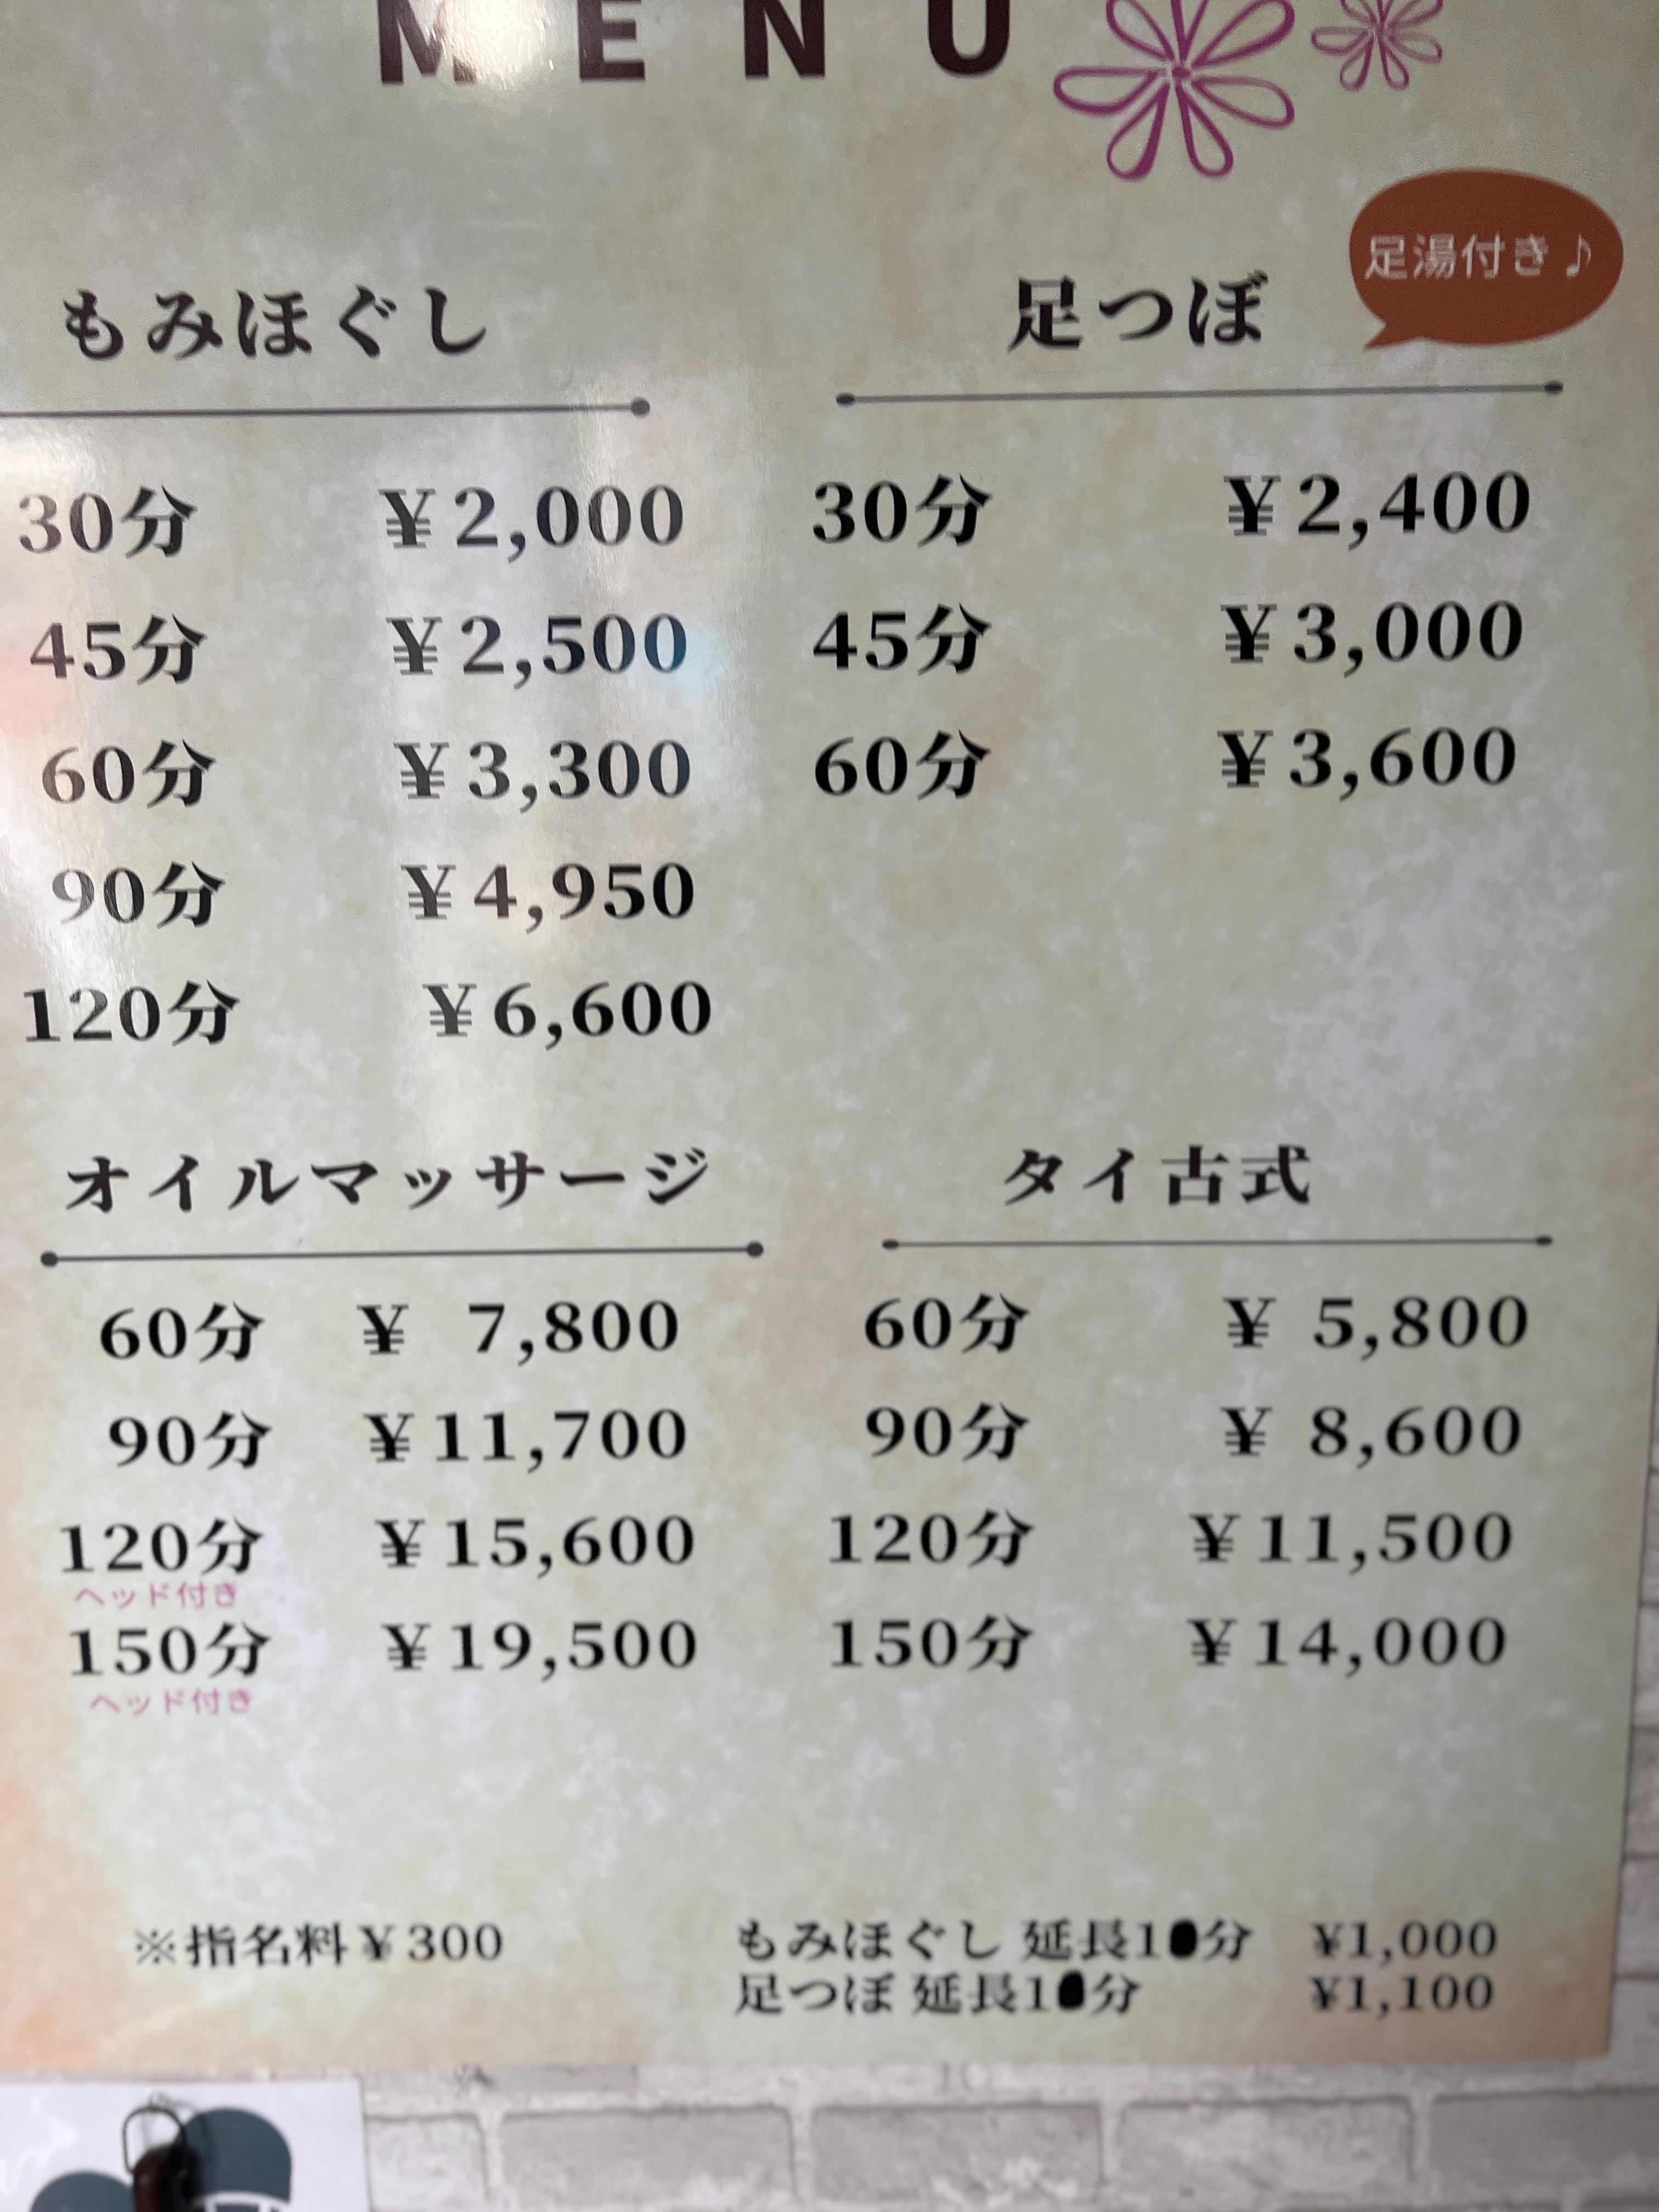 MENU
足湯付き♪
もみほぐし
30分 ¥2,000
45分 ¥2,500
60分 ¥3,300
90分 ¥4,950
120分 ¥6,600
足つぼ
30分 ¥2,400
45分 ¥3,000
60分 ¥3,600
オイルマッサージ
60分 ¥ 7,800
90分 ¥11,700
120分 ¥15,600
ヘッド付き
150分 ¥19,500
ヘッド付き
タイ古式
60分 ¥ 5,800
90分 ¥ 8,600
120分 ¥11,500
150分 ¥14,000
※指名料¥300
もみほぐし 延長 ¥1,000
足つぼ 延長 ¥1,100